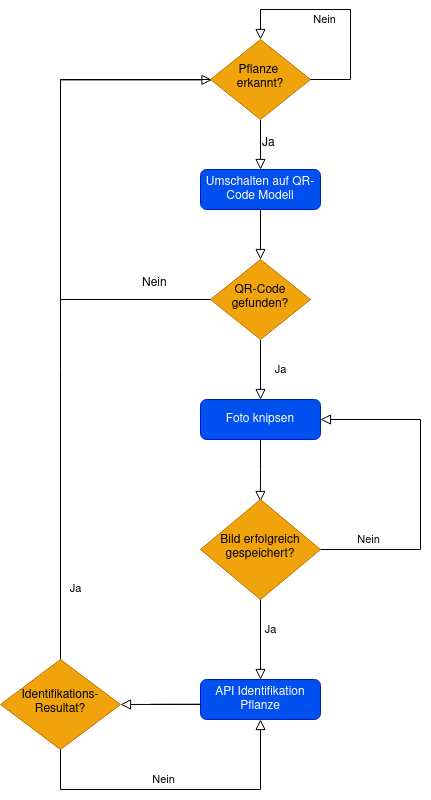 Nein
Pflanze
erkannt?
Ja
Umschalten auf QR-
Code Modell
Nein
QR-Code
gefunden?
Ja
Foto knipsen
Bild erfolgreich
gespeichert?
Nein
Ja
Ja
Identifikations-
Resultat?
API Identifikation
Pflanze
Nein